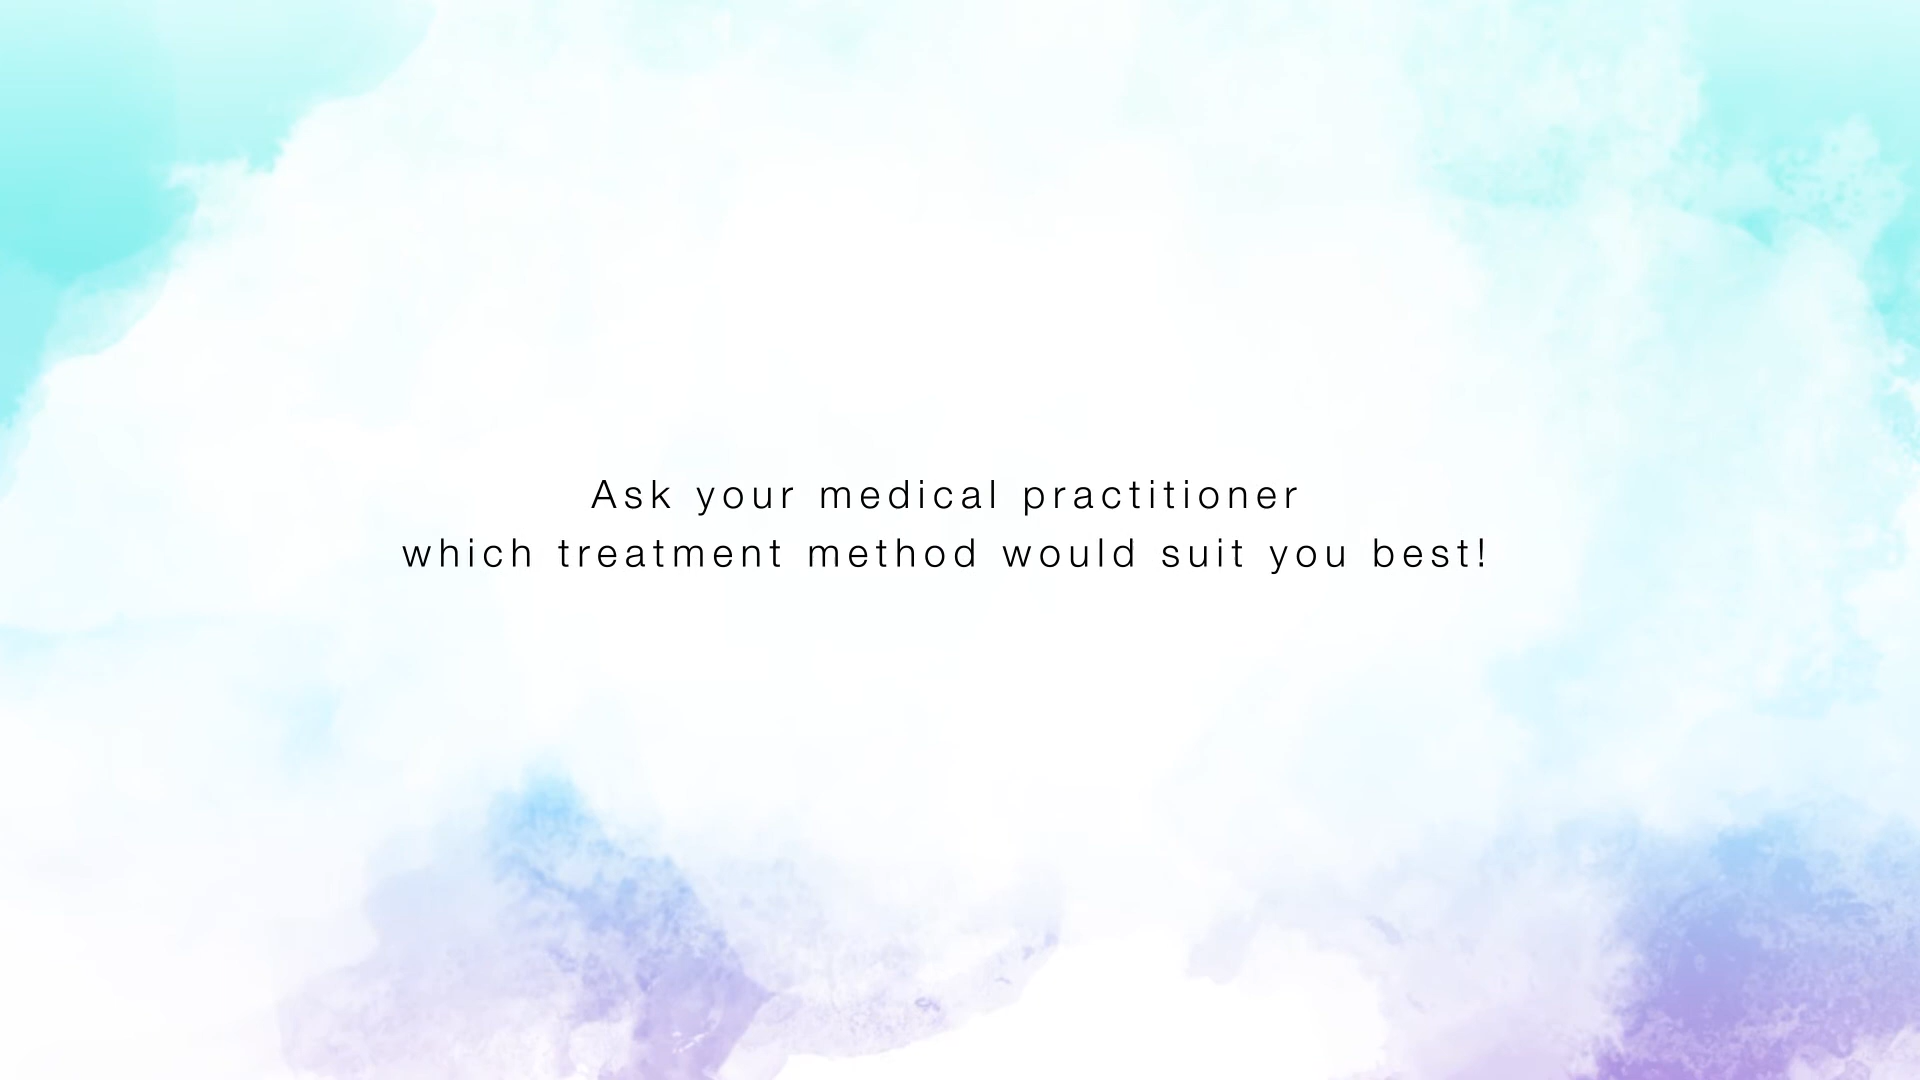 Ask your medical practitioner
which treatment method would suit you best!